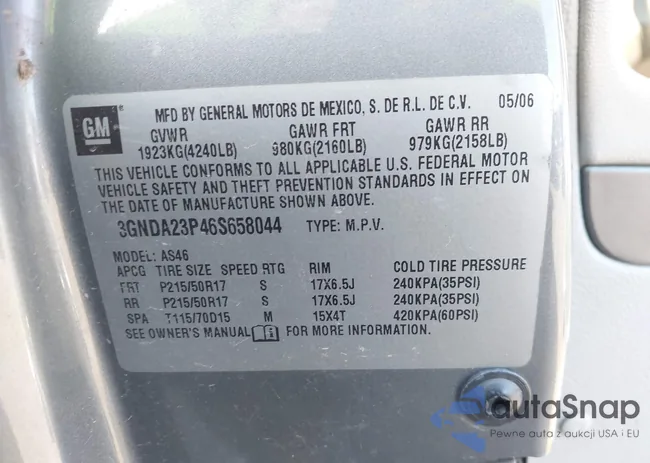 GM
MFD BY GENERAL MOTORS DE MEXICO, S. DE R.L. DE C.V. 05/06
GVWR GAWR FRT GAWR RR
1923KG(4240LB) 980KG(2160LB) 979KG(2158LB)
THIS VEHICLE CONFORMS TO ALL APPLICABLE U.S. FEDERAL MOTOR
VEHICLE SAFETY AND THEFT PREVENTION STANDARDS IN EFFECT ON
THE DATE OF MANUFACTURE SHOWN ABOVE.
3GNDA23P46S658044 TYPE: M.P.V.
MODEL: AS46
APCG TIRE SIZE SPEED RTG RIM COLD TIRE PRESSURE
FRT P215/50R17 S 17X6.5J 240KPA(35PSI)
RR P215/50R17 S 17X6.5J 240KPA(35PSI)
SPA T115/70D15 M 15X4T 420KPA(60PSI)
SEE OWNER'S MANUAL FOR MORE INFORMATION.
autaSnap
Pewne auta z aukcji USA i EU